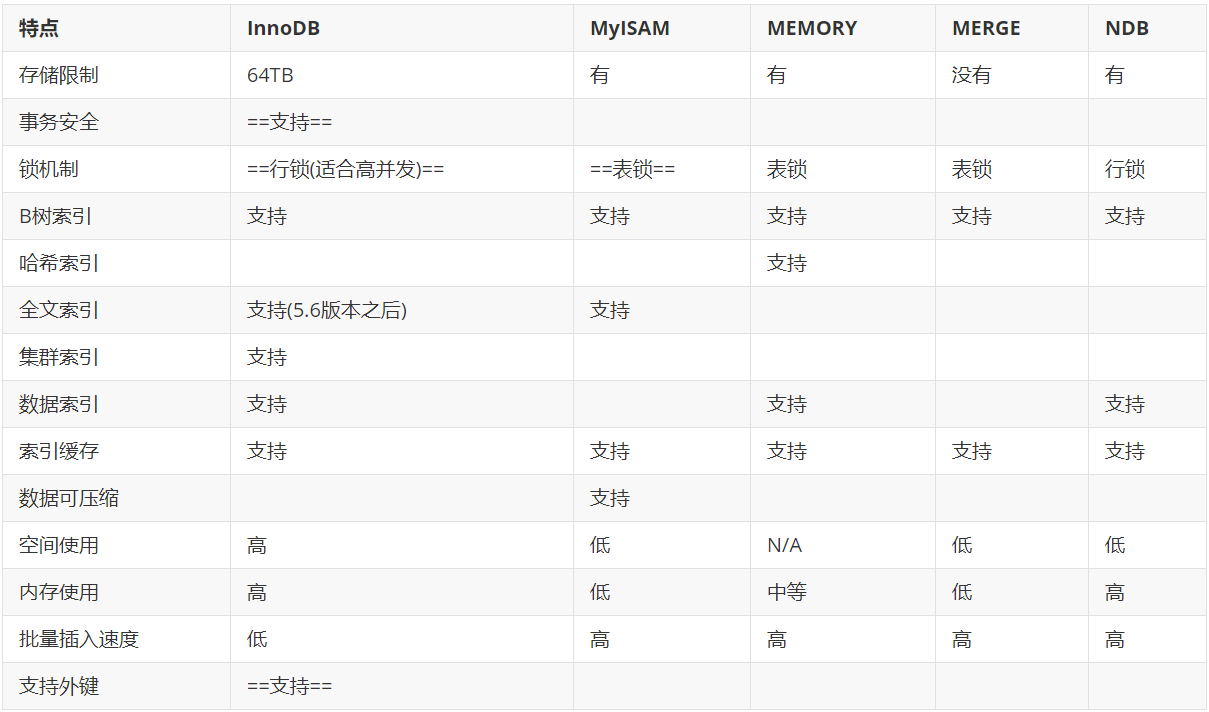 特点 InnoDB MyISAM MEMORY MERGE NDB
存储限制 64TB 有 有 没有 有
事务安全 ==支持==
锁机制 ==行锁(适合高并发)== ==表锁== 表锁 表锁 行锁
B树索引 支持 支持 支持 支持 支持
哈希索引 支持
全文索引 支持(5.6版本之后) 支持
集群索引 支持
数据索引 支持 支持 支持
索引缓存 支持 支持 支持 支持 支持
数据可压缩 支持
空间使用 高 低 N/A 低 低
内存使用 高 低 中等 低 高
批量插入速度 低 高 高 高 高
支持外键 ==支持==